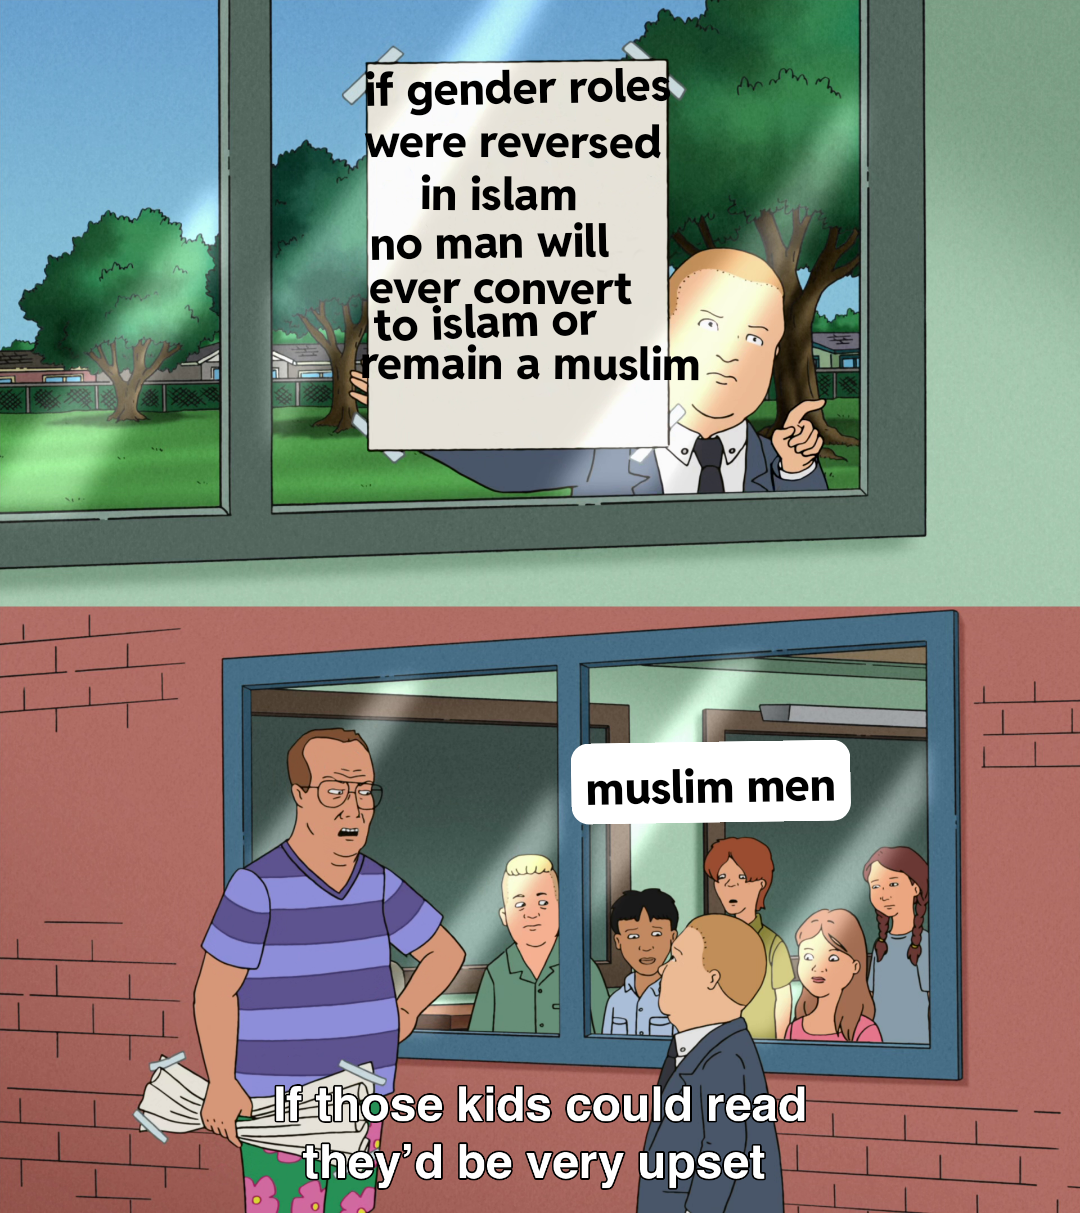 if gender roles
were reversed
in islam
no man will
ever convert
to islam or
remain a muslim
muslim men
If those kids could read
they’d be very upset